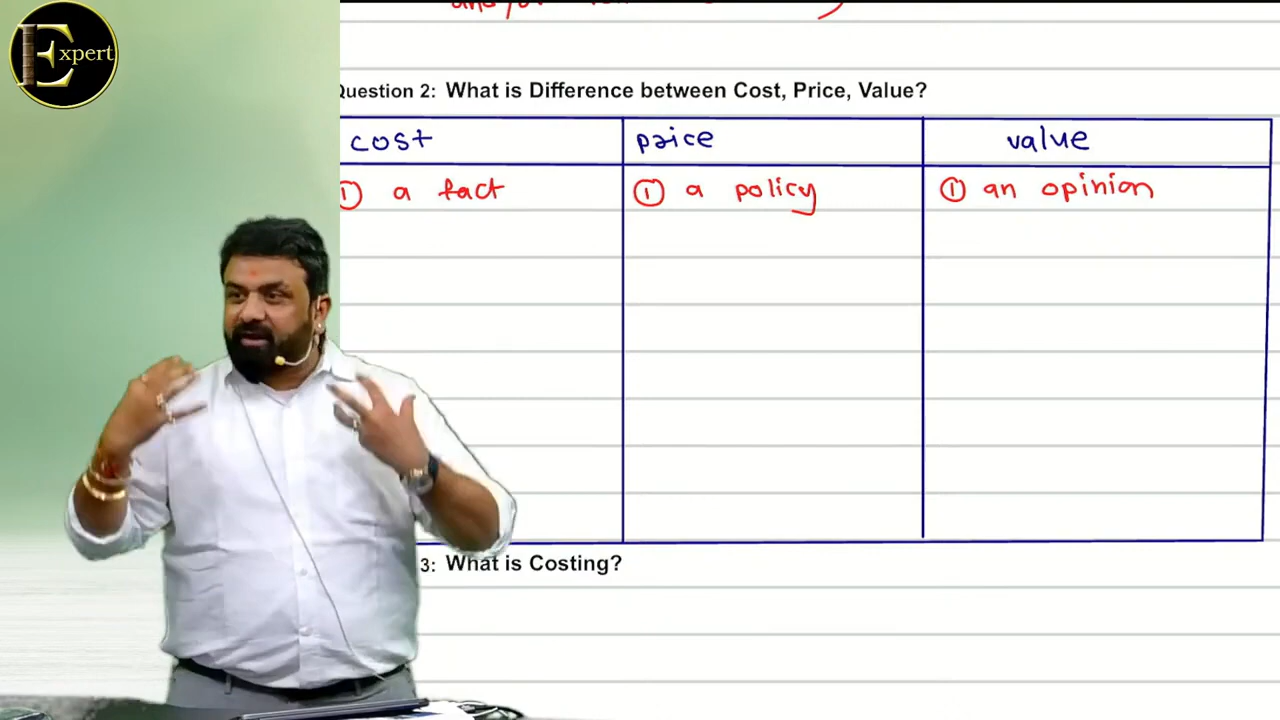 Expert
Question 2: What is Difference between Cost, Price, Value?
cost price value
① a fact ① a policy ① an opinion
3: What is Costing?